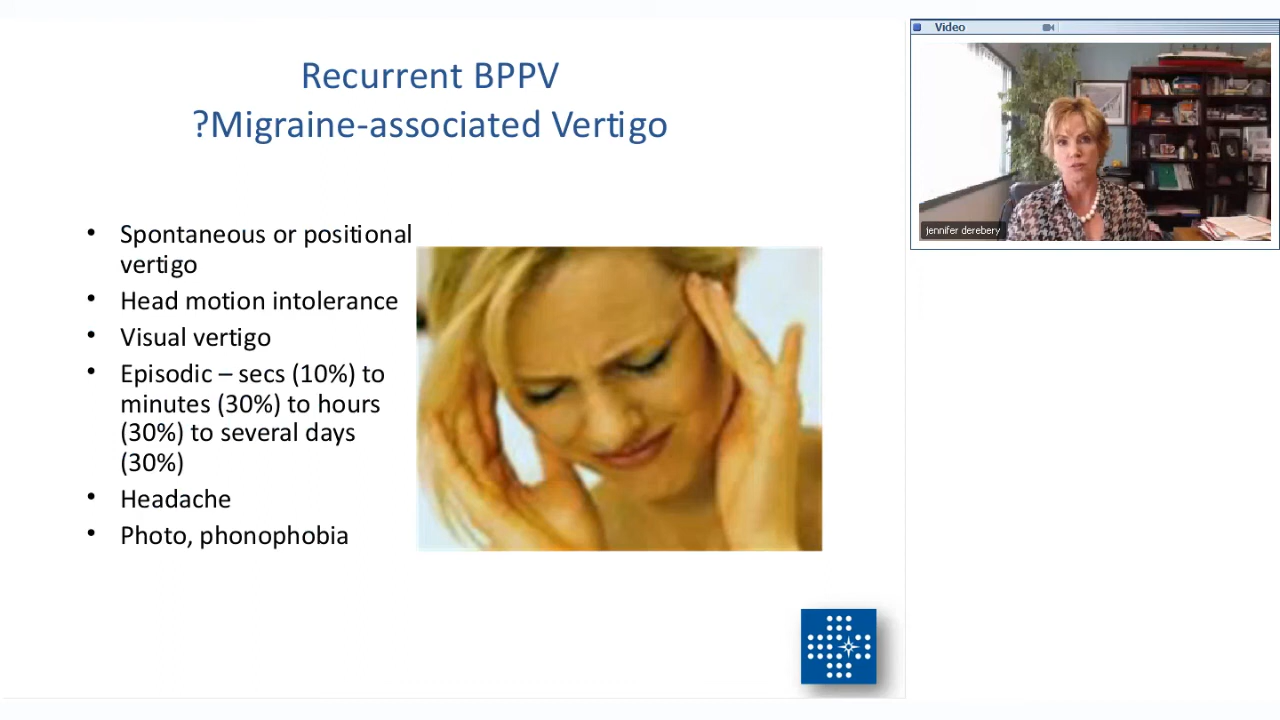 Recurrent BPPV
?Migraine-associated Vertigo
• Spontaneous or positional
vertigo
• Head motion intolerance
• Visual vertigo
• Episodic – secs (10%) to
minutes (30%) to hours
(30%) to several days
(30%)
• Headache
• Photo, phonophobia
Video
jennifer derebery